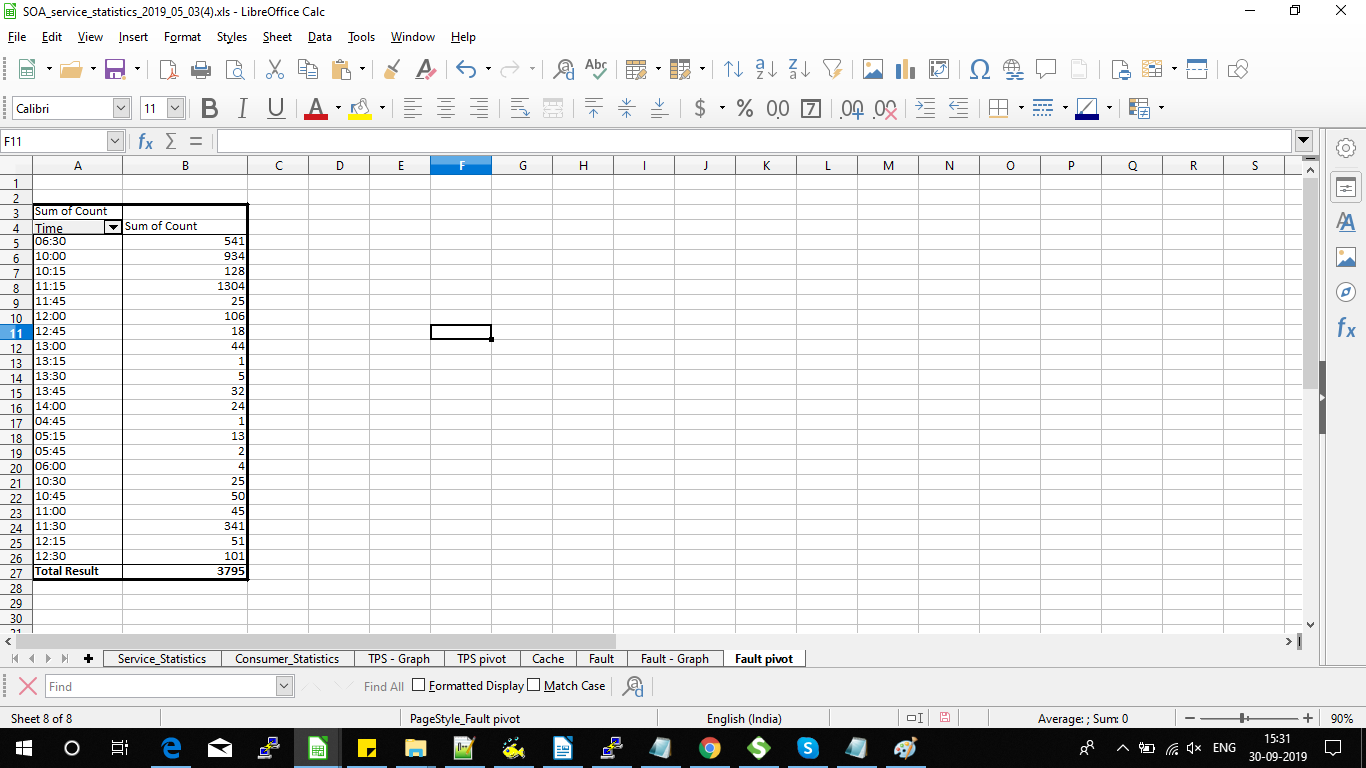 SOA_service_statistics_2019_05_03(4).xls - LibreOffice Calc
File Edit View Insert Format Styles Sheet Data Tools Window Help
Calibri 11
F11
A B C D E F G H I J K L M N O P Q R S
1
2
3 Sum of Count
4 Time Sum of Count
5 06:30 541
6 10:00 934
7 10:15 128
8 11:15 1304
9 11:45 25
10 12:00 106
11 12:45 18
12 13:00 44
13 13:15 1
14 13:30 5
15 13:45 32
16 14:00 24
17 04:45 1
18 05:15 13
19 05:45 2
20 06:00 4
21 10:30 25
22 10:45 50
23 11:00 45
24 11:30 341
25 12:15 51
26 12:30 101
27 Total Result 3795
28
29
30
31
Service_Statistics Consumer_Statistics TPS - Graph TPS pivot Cache Fault Fault - Graph Fault pivot
Find Find All Formatted Display Match Case
Sheet 8 of 8 PageStyle_Fault pivot English (India) Average: ; Sum: 0 90%
ENG 15:31
30-09-2019